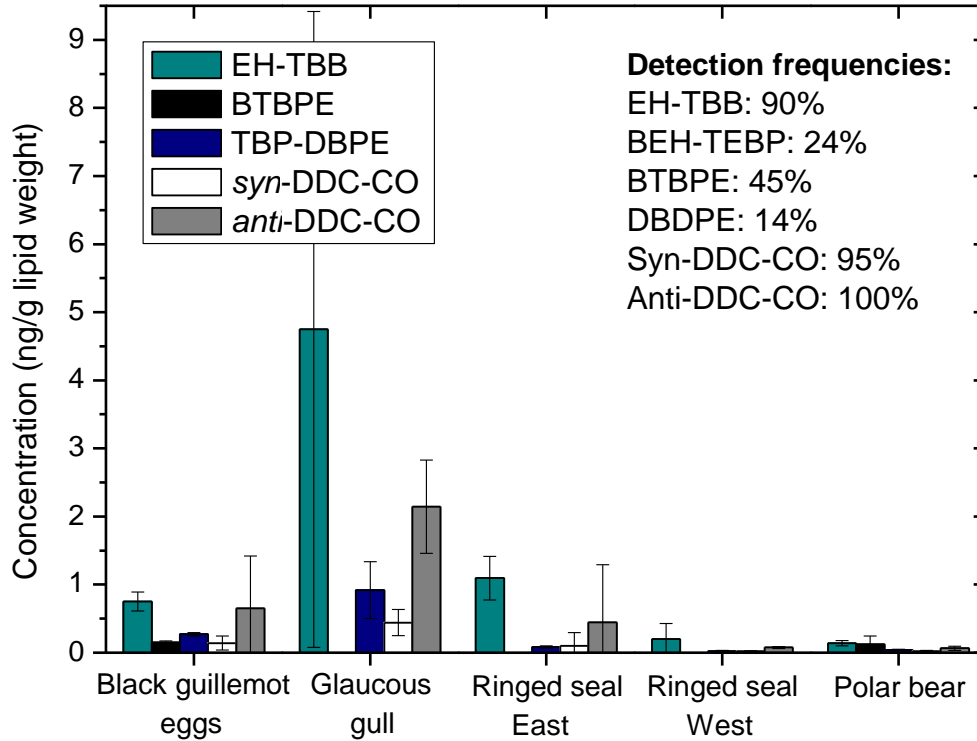 9
8
7
6
5
4
3
2
1
0
Concentration (ng/g lipid weight)
EH-TBB
BTBPE
TBP-DBPE
syn-DDC-CO
anti-DDC-CO
Detection frequencies:
EH-TBB: 90%
BEH-TEBP: 24%
BTBPE: 45%
DBDPE: 14%
Syn-DDC-CO: 95%
Anti-DDC-CO: 100%
Black guillemot
eggs
Glaucous
gull
Ringed seal
East
Ringed seal
West
Polar bear